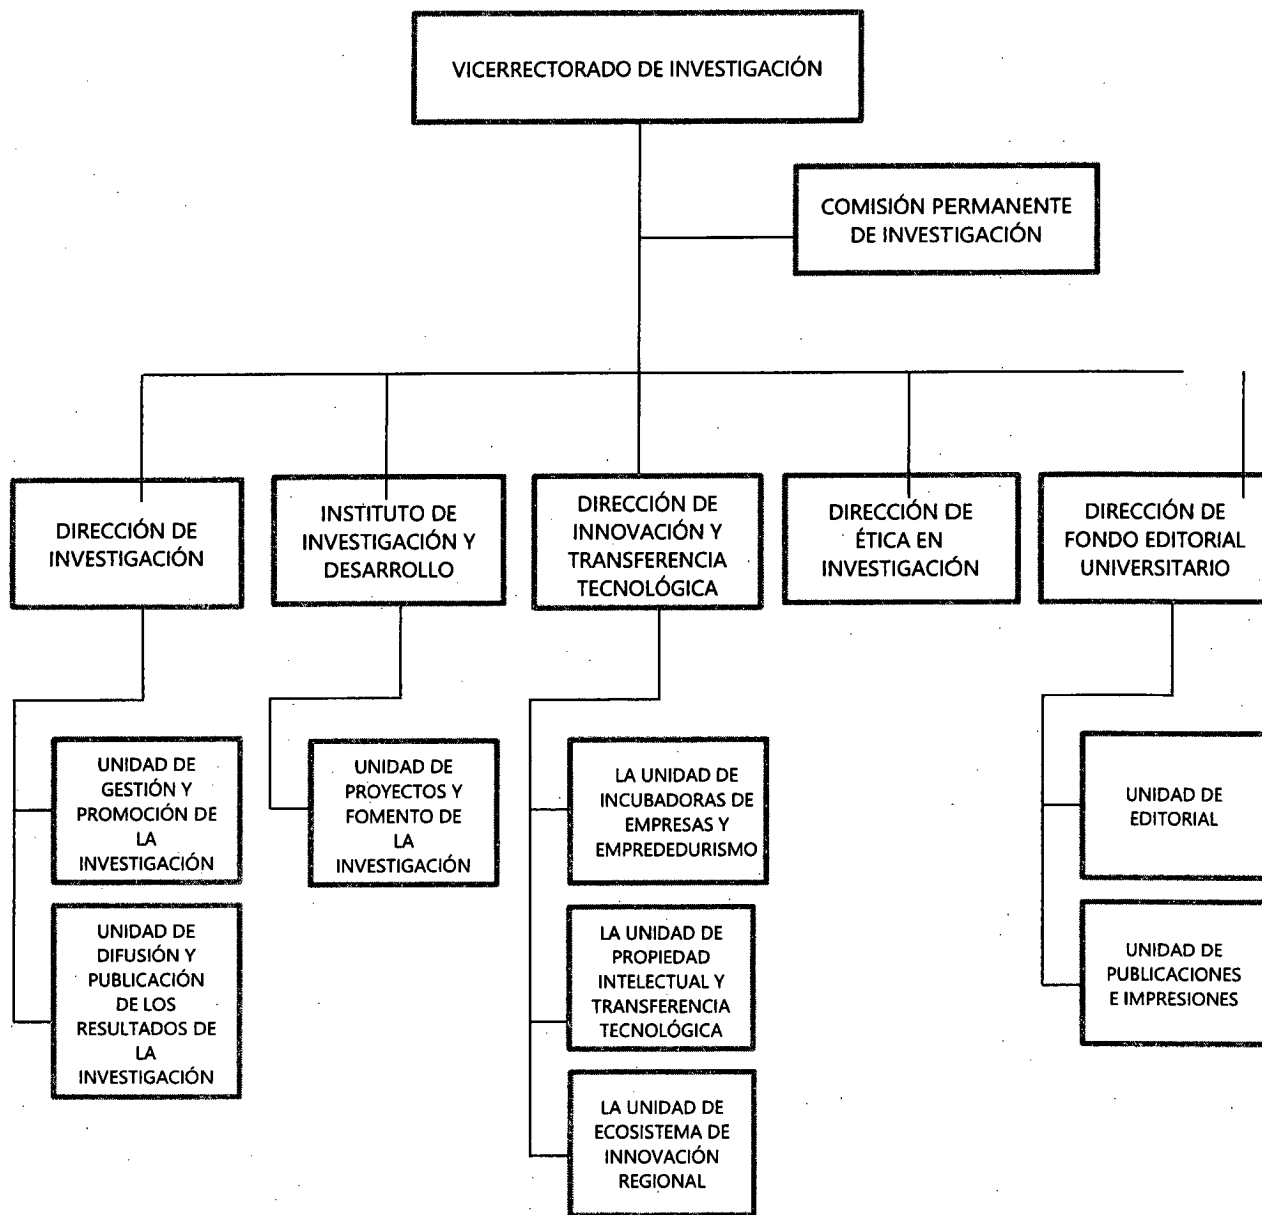 VICERRECTORADO DE INVESTIGACIÓN
COMISIÓN PERMANENTE
DE INVESTIGACIÓN
DIRECCIÓN DE
INVESTIGACIÓN
INSTITUTO DE
INVESTIGACIÓN Y
DESARROLLO
DIRECCIÓN DE
INNOVACIÓN Y
TRANSFERENCIA
TECNOLÓGICA
DIRECCIÓN DE
ÉTICA EN
INVESTIGACIÓN
DIRECCIÓN DE
FONDO EDITORIAL
UNIVERSITARIO
UNIDAD DE
GESTIÓN Y
PROMOCIÓN DE
LA
INVESTIGACIÓN
UNIDAD DE
DIFUSIÓN Y
PUBLICACIÓN
DE LOS
RESULTADOS DE
LA
INVESTIGACIÓN
UNIDAD DE
PROYECTOS Y
FOMENTO DE
LA
INVESTIGACIÓN
LA UNIDAD DE
INCUBADORAS DE
EMPRESAS Y
EMPREDEDURISMO
LA UNIDAD DE
PROPIEDAD
INTELECTUAL Y
TRANSFERENCIA
TECNOLÓGICA
LA UNIDAD DE
ECOSISTEMA DE
INNOVACIÓN
REGIONAL
UNIDAD DE
EDITORIAL
UNIDAD DE
PUBLICACIONES
E IMPRESIONES